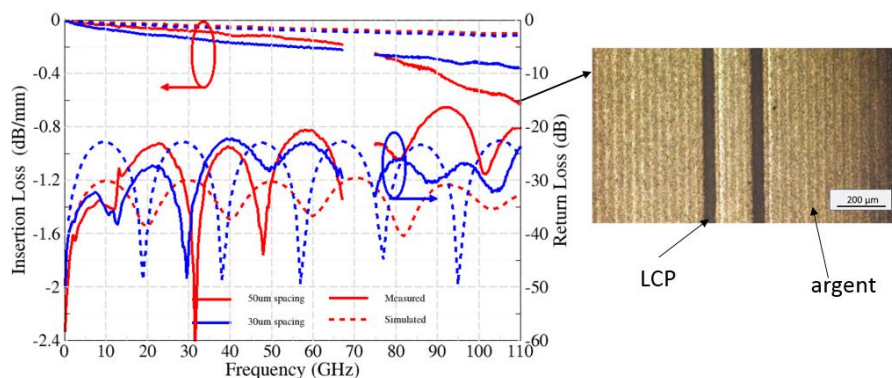 0
-0.4
-0.8
-1.2
-1.6
-2
-2.4
Insertion Loss (dB/mm)
0
-10
-20
-30
-40
-50
-60
Return Loss (dB)
50um spacing
Measured
30um spacing
Simulated
0 10 20 30 40 50 60 70 80 90 100 110
Frequency (GHz)
200 µm
LCP
argent